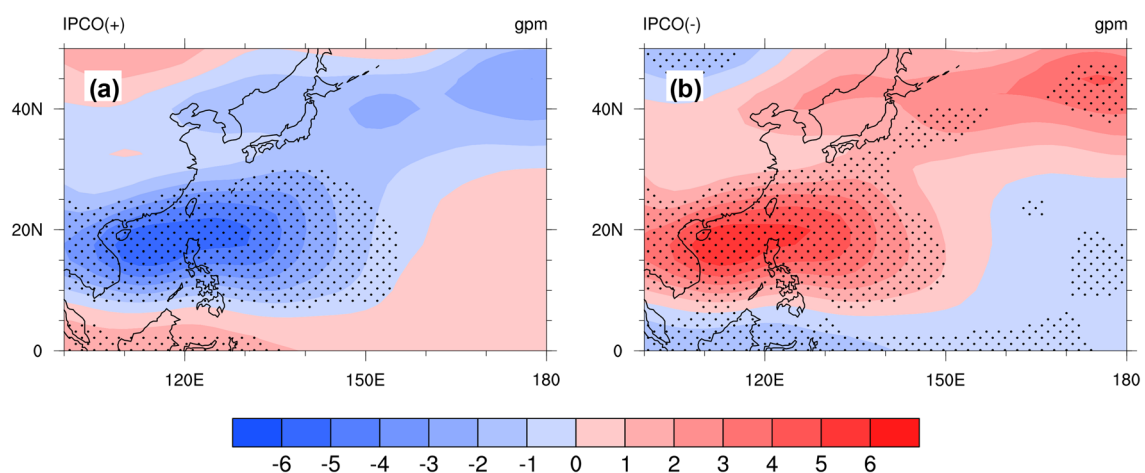 IPCO(+) gpm IPCO(-) gpm
(a) (b)
40N 40N
20N 20N
0 0
120E 150E 180 120E 150E 180
-6 -5 -4 -3 -2 -1 0 1 2 3 4 5 6